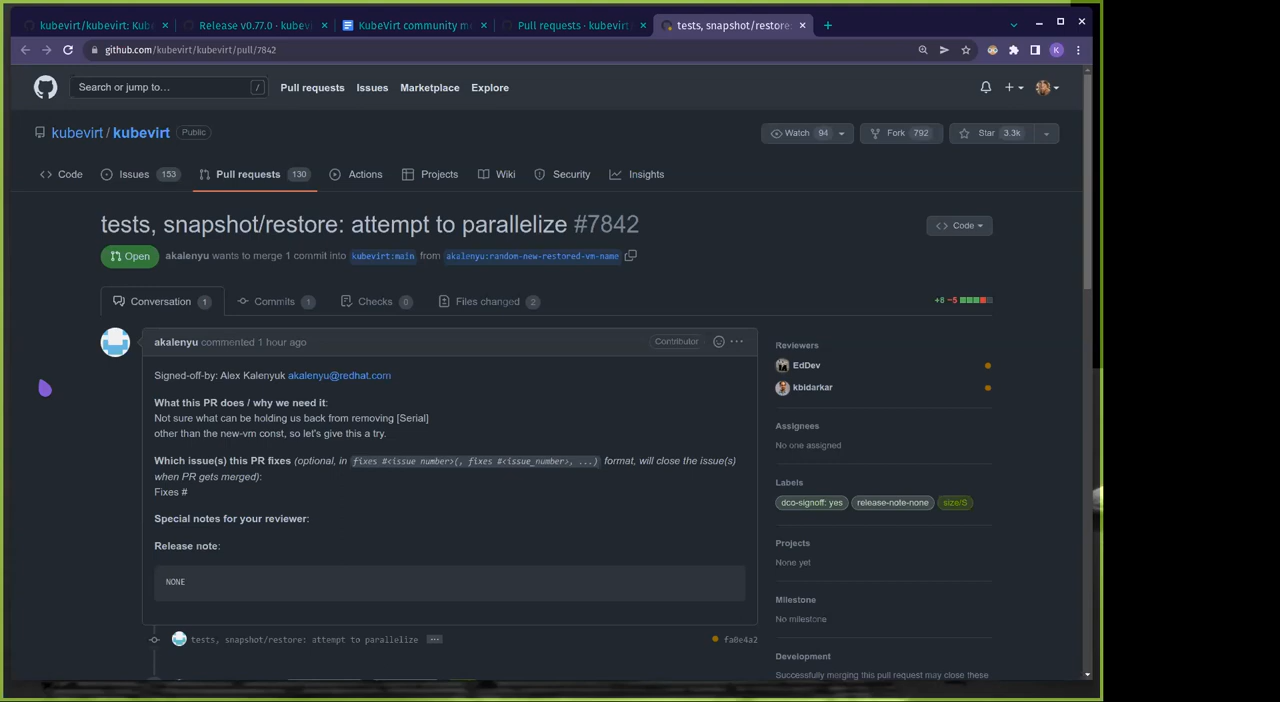 kubevirt/kubevirt: Kub
Release v0.77.0 · kubev
KubeVirt community m
Pull requests · kubevirt
tests, snapshot/restore:
github.com/kubevirt/kubevirt/pull/7842
K
Search or jump to…
/
Pull requests
Issues
Marketplace
Explore
kubevirt / kubevirt
Public
Watch 94
Fork 792
Star 3.3k
Code
Issues 153
Pull requests 130
Actions
Projects
Wiki
Security
Insights
tests, snapshot/restore: attempt to parallelize #7842
Code
Open
akalenyu wants to merge 1 commit into kubevirt:main from akalenyu:random-new-restored-vm-name
Conversation 1
Commits 1
Checks 0
Files changed 2
+8 −5
akalenyu commented 1 hour ago
Contributor
Signed-off-by: Alex Kalenyuk akalenyu@redhat.com
What this PR does / why we need it:
Not sure what can be holding us back from removing [Serial]
other than the new-vm const, so let's give this a try.
Which issue(s) this PR fixes (optional, in fixes #<issue number>(, fixes #<issue_number>, ...) format, will close the issue(s)
when PR gets merged):
Fixes #
Special notes for your reviewer:
Release note:
NONE
tests, snapshot/restore: attempt to parallelize
fa0e4a2
Reviewers
EdDev
kbidarkar
Assignees
No one assigned
Labels
dco-signoff: yes
release-note-none
size/S
Projects
None yet
Milestone
No milestone
Development
Successfully merging this pull request may close these